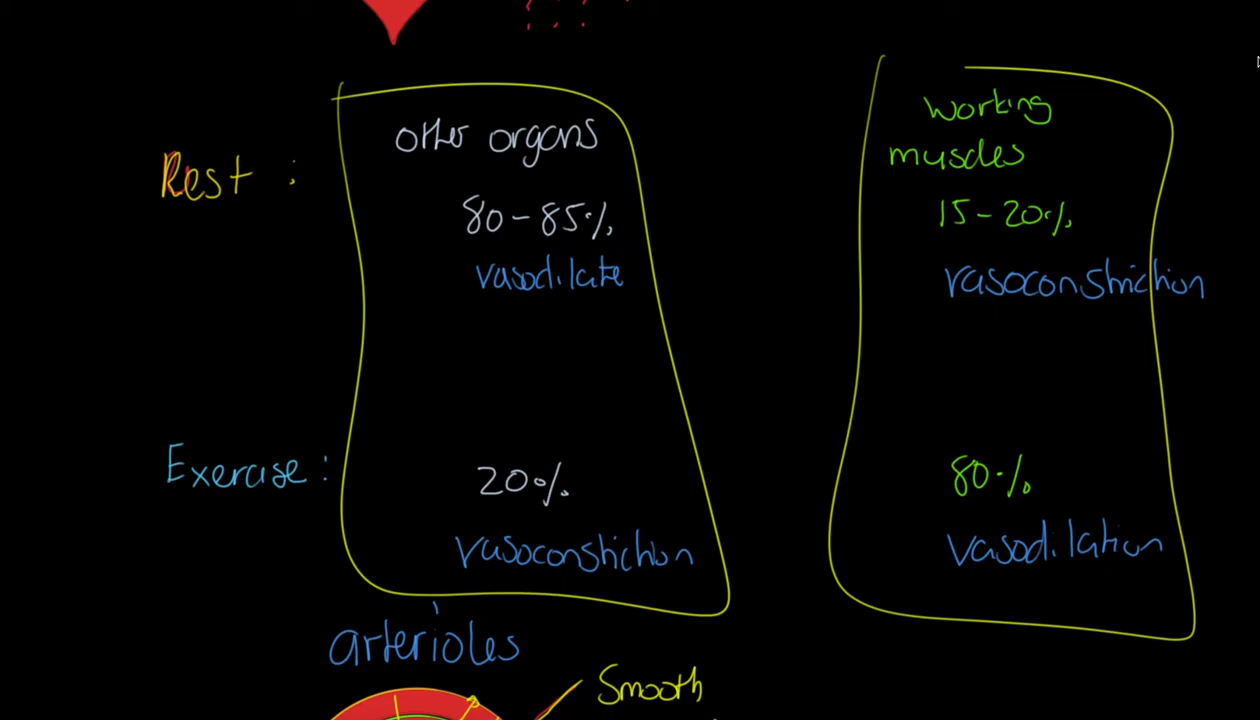 other organs
working
muscles
Rest :
80-85%
15-20%
vasodilate
vasoconstriction
Exercise :
20%
80%
vasoconstriction
vasodilation
arterioles
Smooth